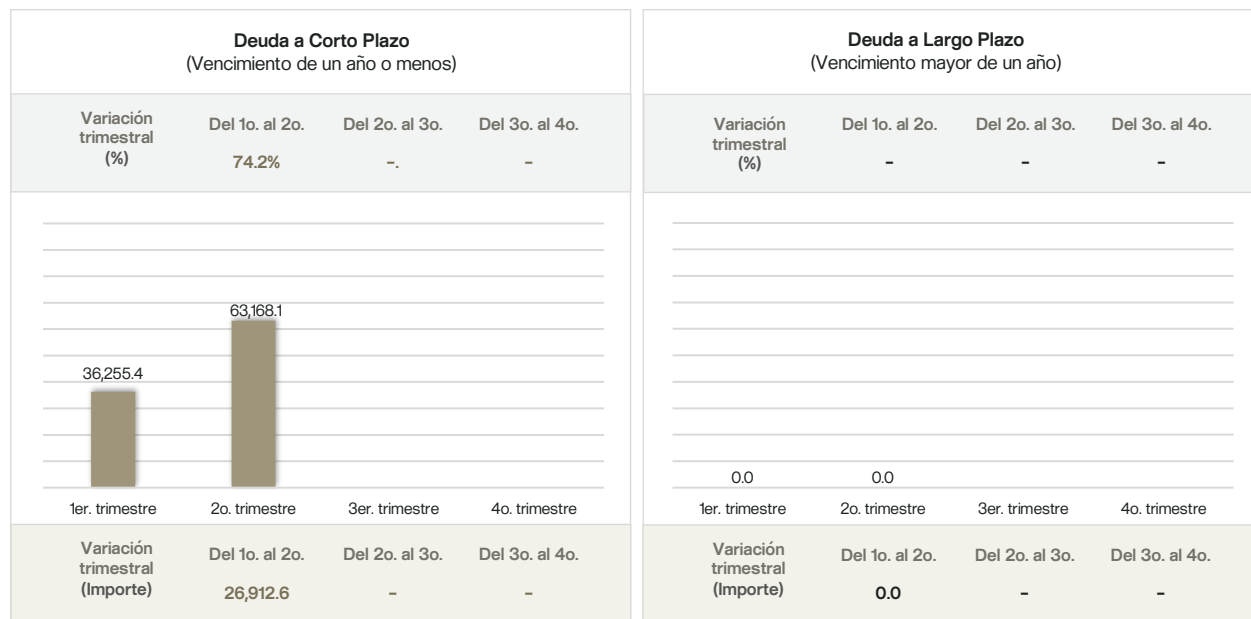 Deuda a Corto Plazo
(Vencimiento de un año o menos)
Variación trimestral (%)
Del 1o. al 2o.
Del 2o. al 3o.
Del 3o. al 4o.
74.2%
–.
–
63,168.1
36,255.4
1er. trimestre
2o. trimestre
3er. trimestre
4o. trimestre
Variación
trimestral
(Importe)
Del 1o. al 2o.
Del 2o. al 3o.
Del 3o. al 4o.
26,912.6
–
–
Deuda a Largo Plazo
(Vencimiento mayor de un año)
Variación
trimestral
(%)
Del 1o. al 2o.
Del 2o. al 3o.
Del 3o. al 4o.
–
–
–
0.0
0.0
1er. trimestre
2o. trimestre
3er. trimestre
4o. trimestre
Variación
trimestral
(Importe)
Del 1o. al 2o.
Del 2o. al 3o.
Del 3o. al 4o.
0.0
–
–